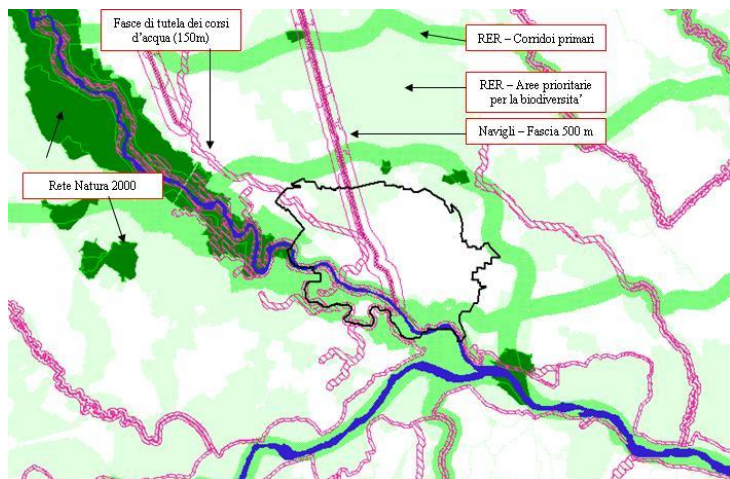 Fasce di tutela dei corsi
d'acqua (150m)
RER – Corridoi primari
RER – Aree prioritarie
per la biodiversita'
Navigli – Fascia 500 m
Rete Natura 2000